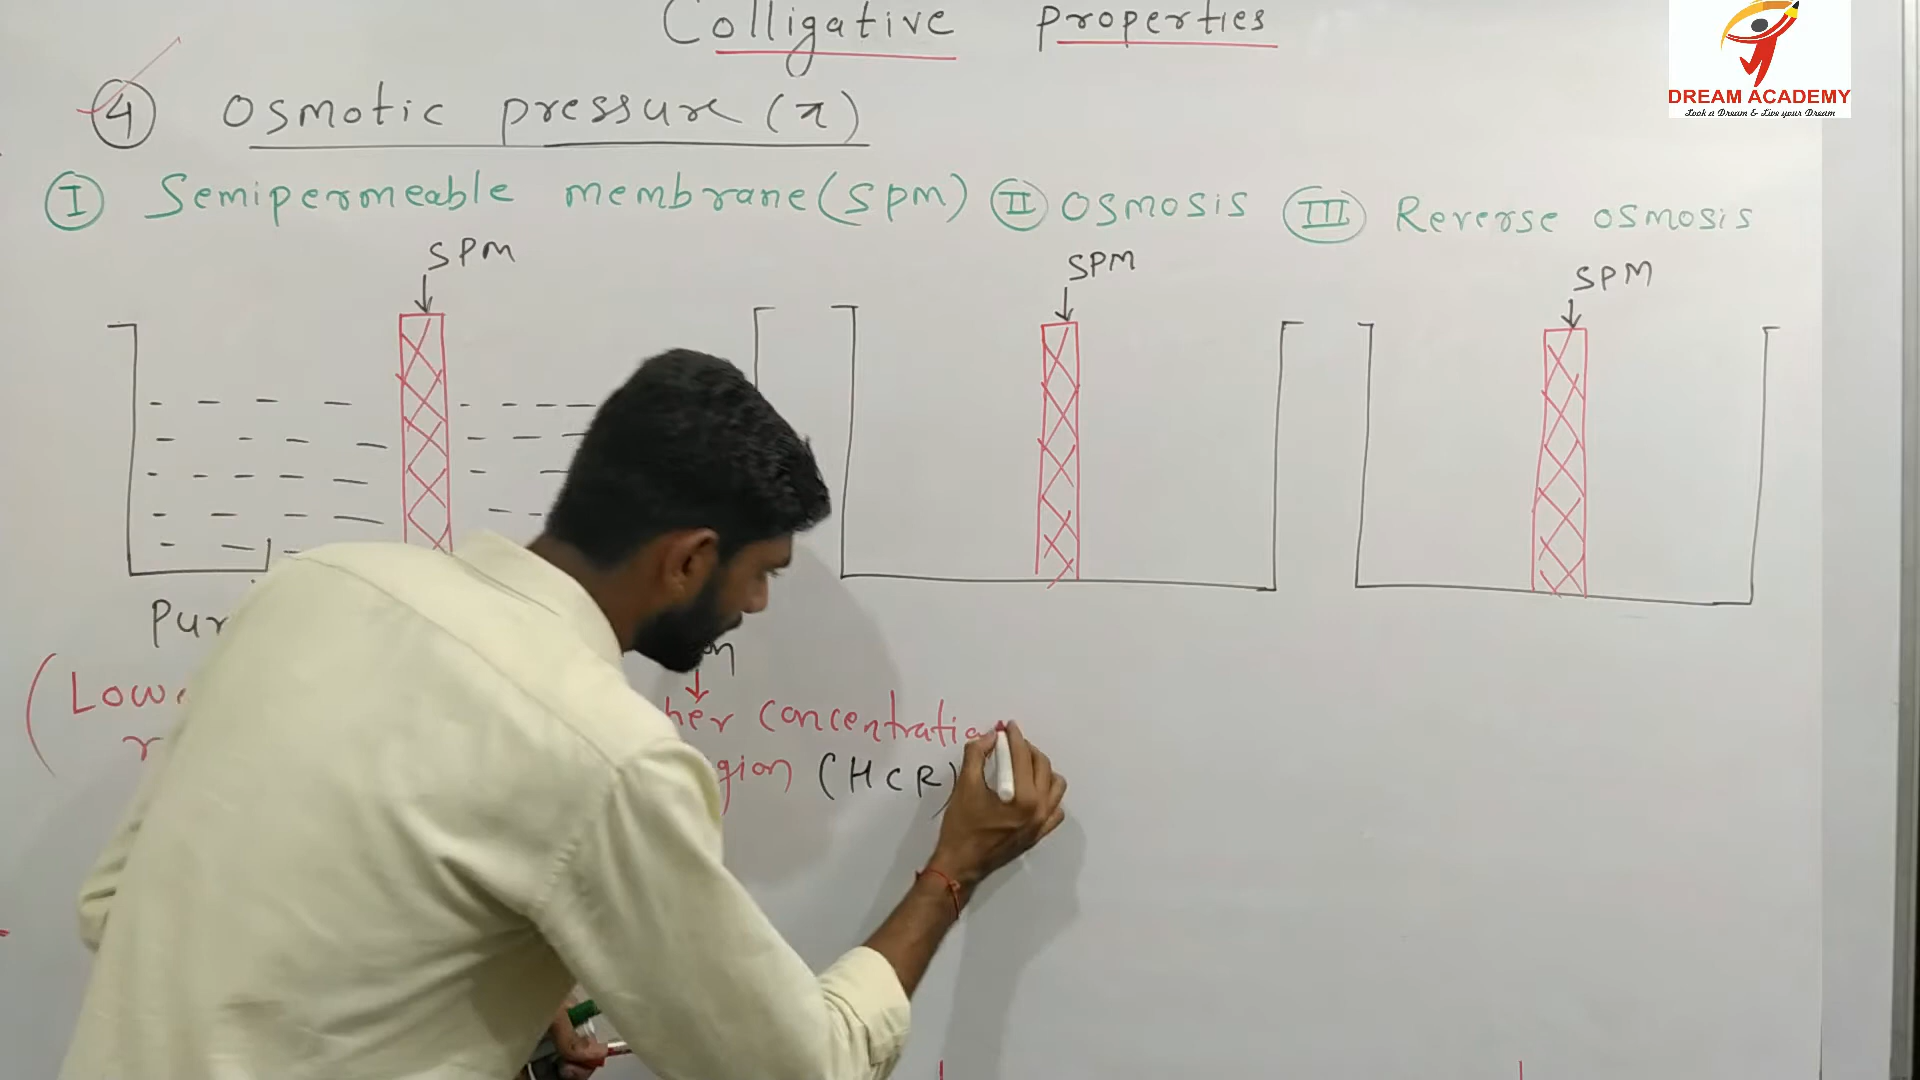 Colligative properties
DREAM ACADEMY
Look a Dream & Live your Dream
④ Osmotic pressure (π)
Ⓘ Semipermeable membrane (SPM) Ⓘⓘ Osmosis ⓘⓘⓘ Reverse osmosis
SPM SPM SPM
concentration
(HCR)